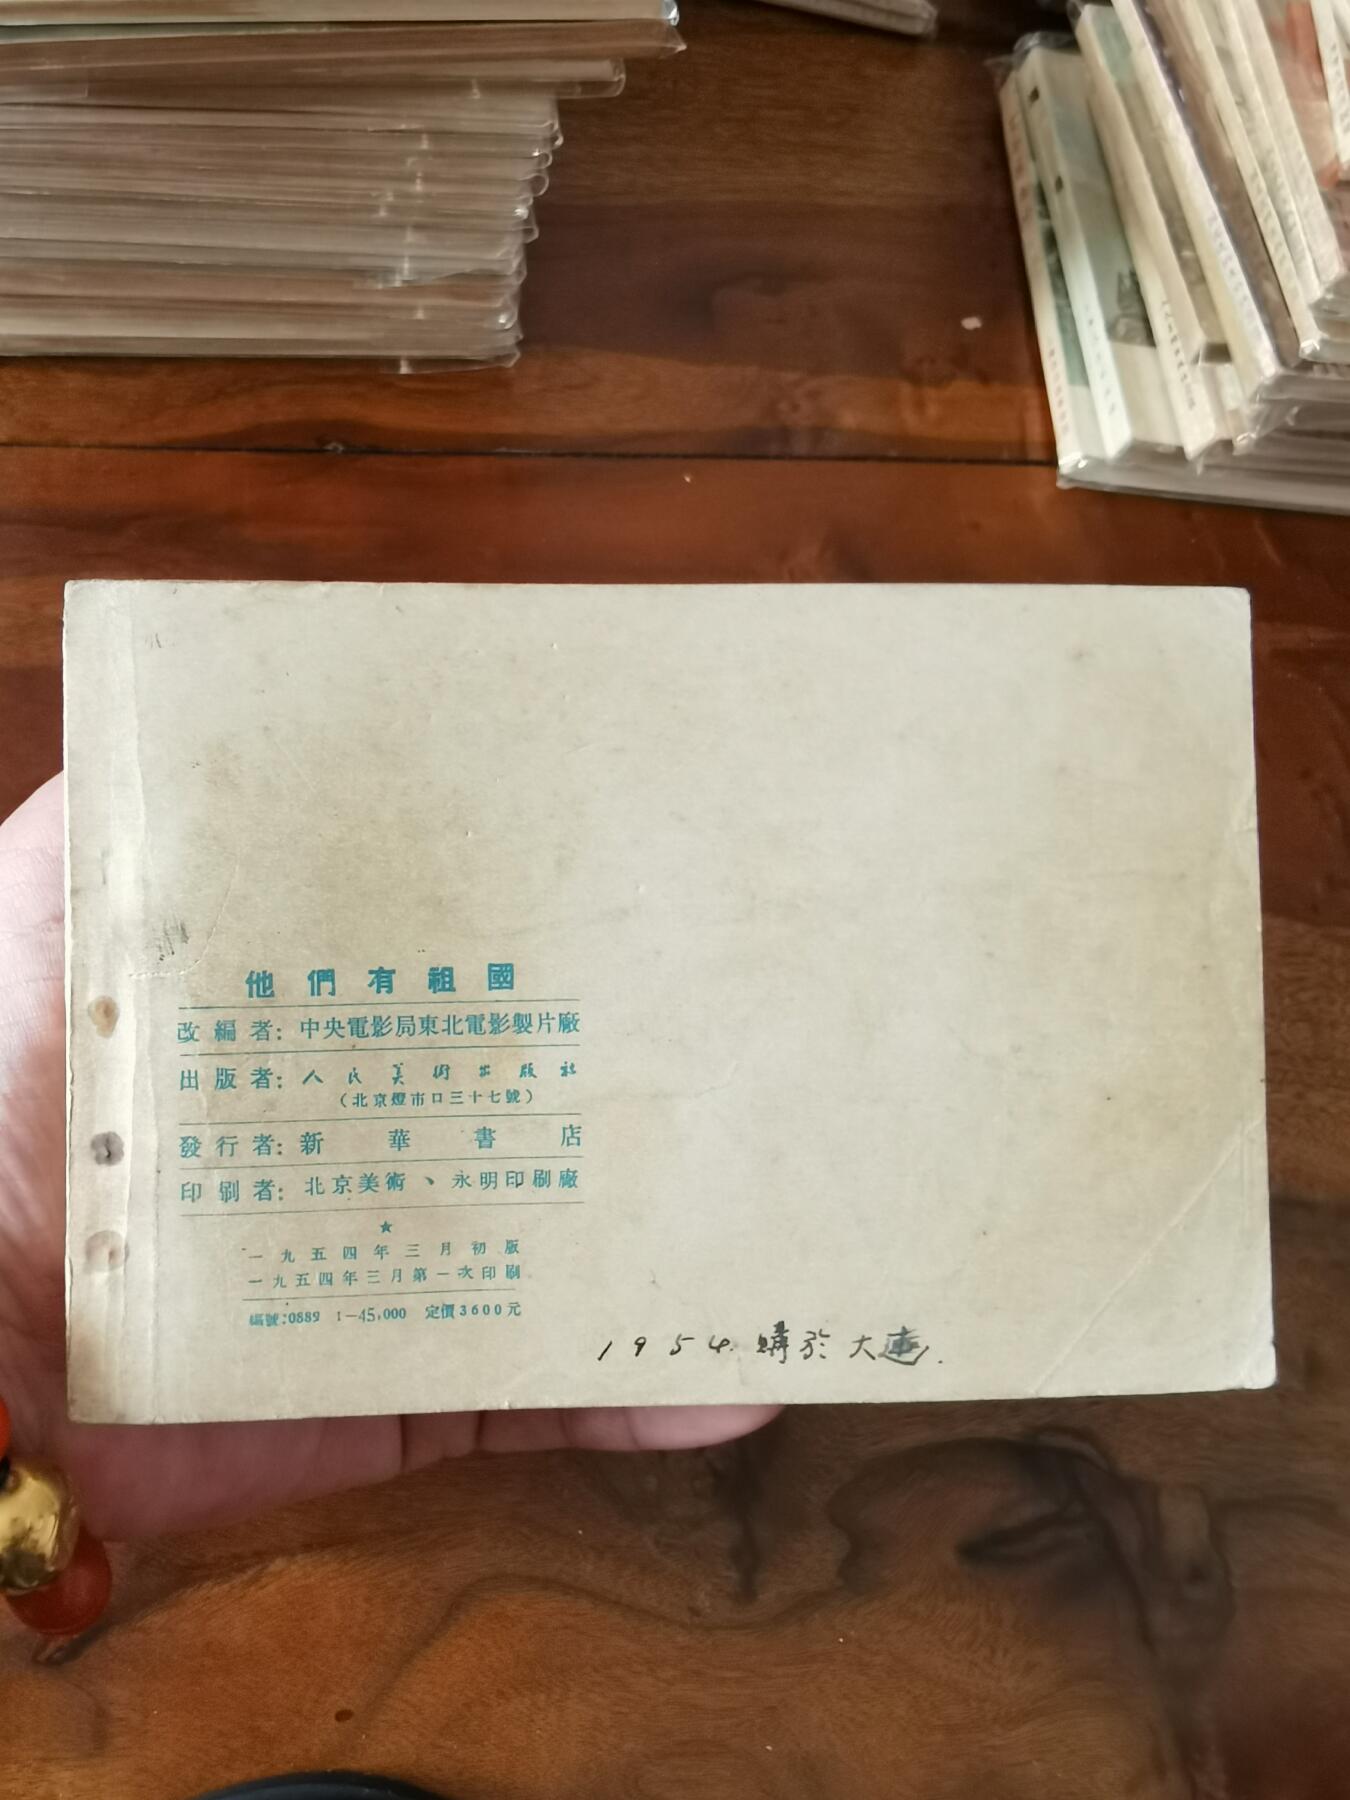 他們有祖國
改編者：中央電影局東北電影製片廠
出版者：人民美術出版社
（北京燈市口三十七號）
發行者：新華書店
印刷者：北京美術、永明印刷廠
★
一九五四年三月初版
一九五四年三月第一次印刷
編號:0889 1—45,000 定價3600元
1954.購於大連.